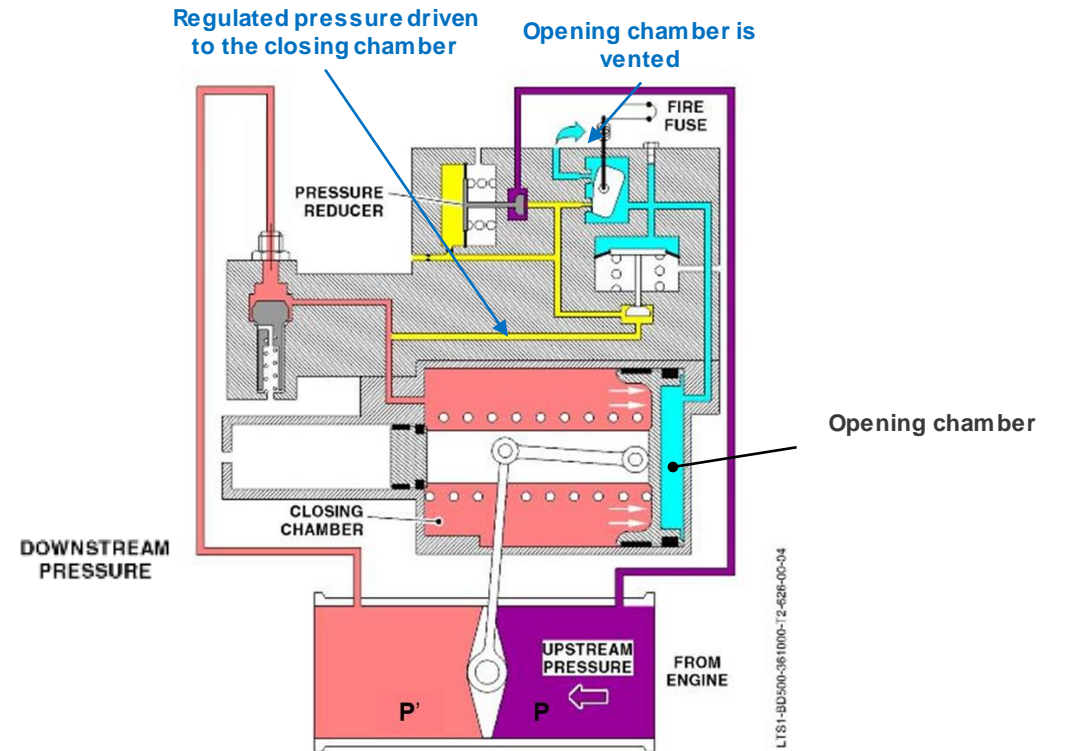 Regulated pressure driven
to the closing chamber
Opening chamber is
vented
FIRE
FUSE
PRESSURE
REDUCER
Opening chamber
CLOSING
CHAMBER
DOWNSTREAM
PRESSURE
UPSTREAM
PRESSURE
FROM
ENGINE
P'
P
LTS1-BD500-361000-T2-626-00-04